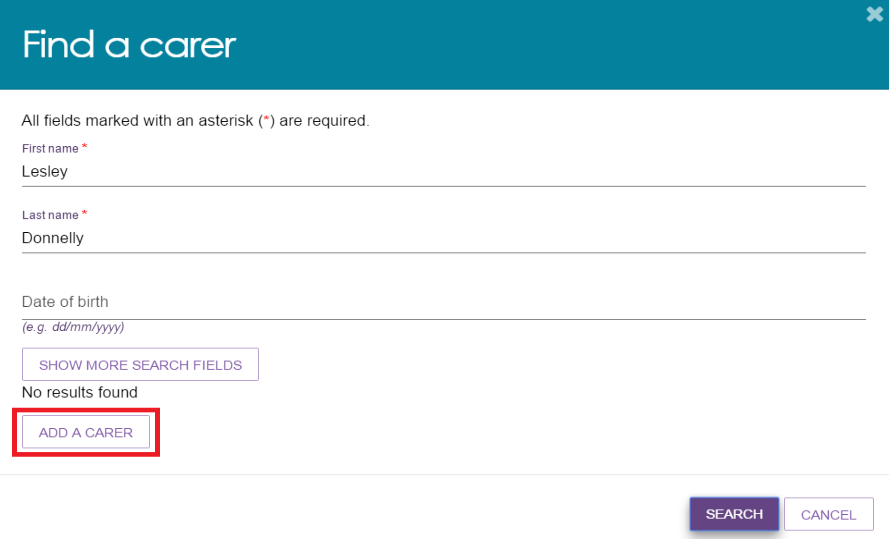 Find a carer
All fields marked with an asterisk (*) are required.
First name *
Lesley
Last name *
Donnelly
Date of birth
(e.g. dd/mm/yyyy)
SHOW MORE SEARCH FIELDS
No results found
ADD A CARER
SEARCH CANCEL